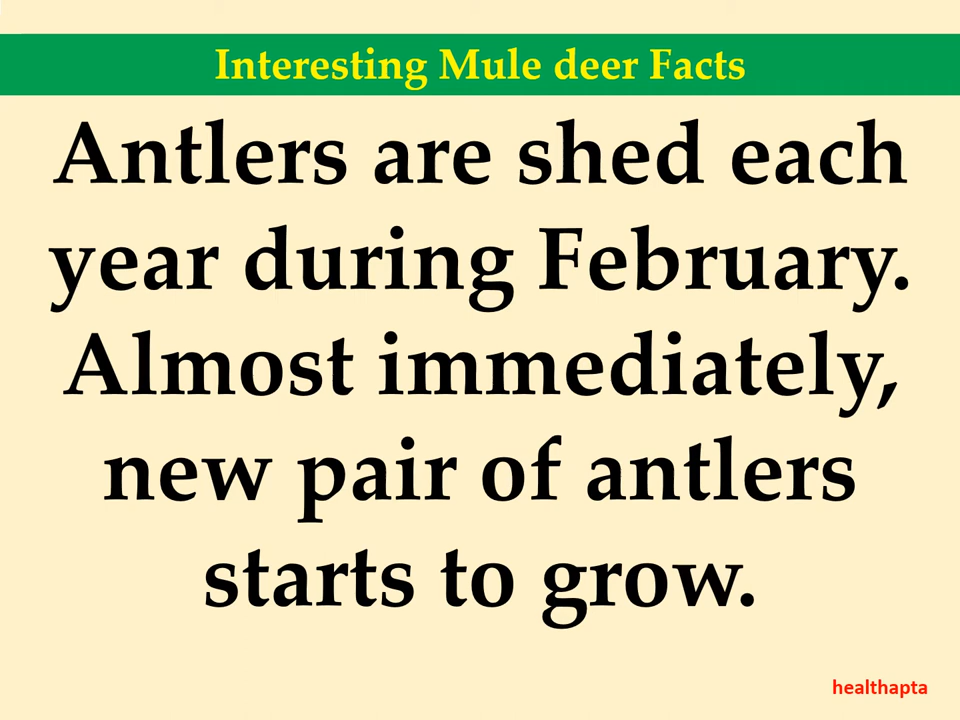 Interesting Mule deer Facts
Antlers are shed each
year during February.
Almost immediately,
new pair of antlers
starts to grow.
healthapta